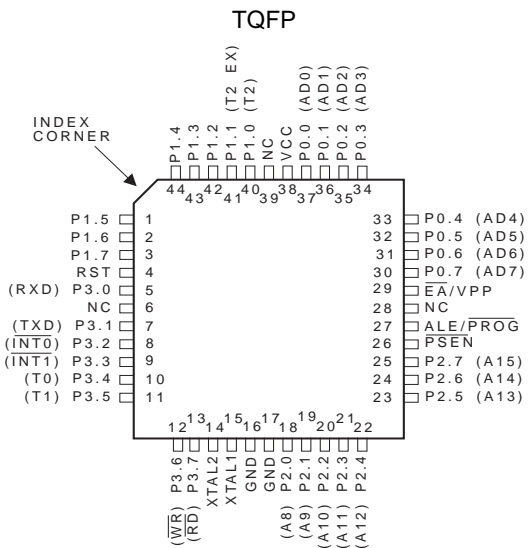 TQFP
INDEX
CORNER
P1.4
P1.3
P1.2
P1.1 (T2 EX)
P1.0 (T2)
NC
VCC
P0.0 (AD0)
P0.1 (AD1)
P0.2 (AD2)
P0.3 (AD3)
44
43
42
41
40
39
38
37
36
35
34
P1.5 1
P1.6 2
P1.7 3
RST 4
(RXD) P3.0 5
NC 6
(TXD) P3.1 7
(INT0) P3.2 8
(INT1) P3.3 9
(T0) P3.4 10
(T1) P3.5 11
33 P0.4 (AD4)
32 P0.5 (AD5)
31 P0.6 (AD6)
30 P0.7 (AD7)
29 EA/VPP
28 NC
27 ALE/PROG
26 PSEN
25 P2.7 (A15)
24 P2.6 (A14)
23 P2.5 (A13)
12
13
14
15
16
17
18
19
20
21
22
(WR) P3.6
(RD) P3.7
XTAL2
XTAL1
GND
GND
(A8) P2.0
(A9) P2.1
(A10) P2.2
(A11) P2.3
(A12) P2.4